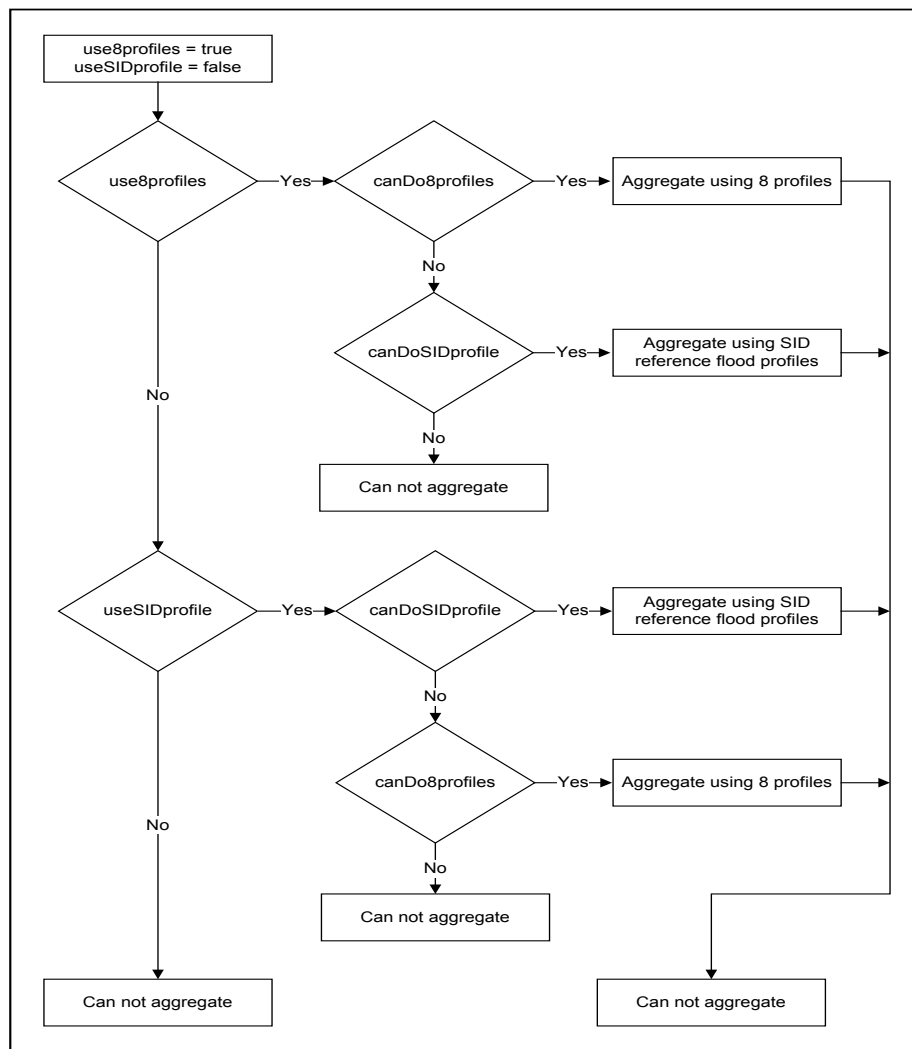 use8profiles = true
useSIDprofile = false
use8profiles
Yes
canDo8profiles
Yes
Aggregate using 8 profiles
No
canDoSIDprofile
Yes
Aggregate using SID
reference flood profiles
No
No
Can not aggregate
useSIDprofile
Yes
canDoSIDprofile
Yes
Aggregate using SID
reference flood profiles
No
canDo8profiles
Yes
Aggregate using 8 profiles
No
No
Can not aggregate
Can not aggregate
Can not aggregate